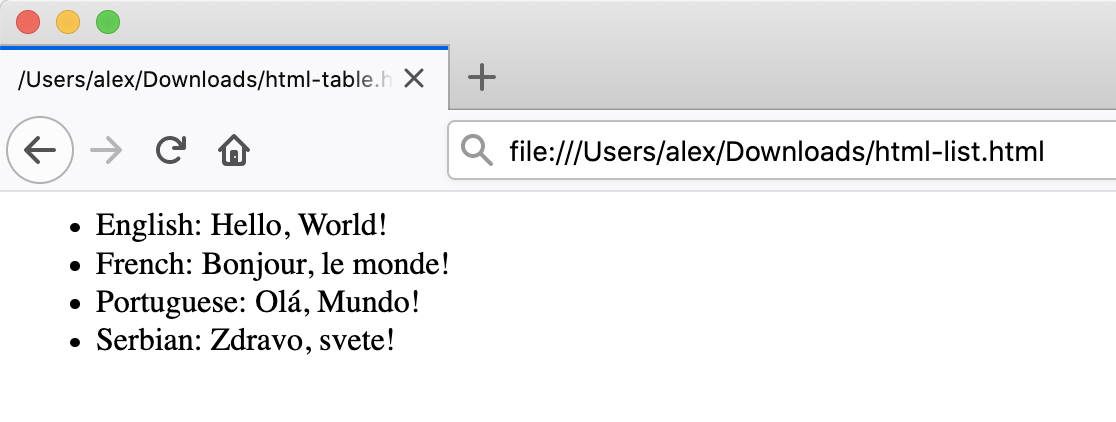 /Users/alex/Downloads/html-table.h
file:///Users/alex/Downloads/html-list.html
• English: Hello, World!
• French: Bonjour, le monde!
• Portuguese: Olá, Mundo!
• Serbian: Zdravo, svete!